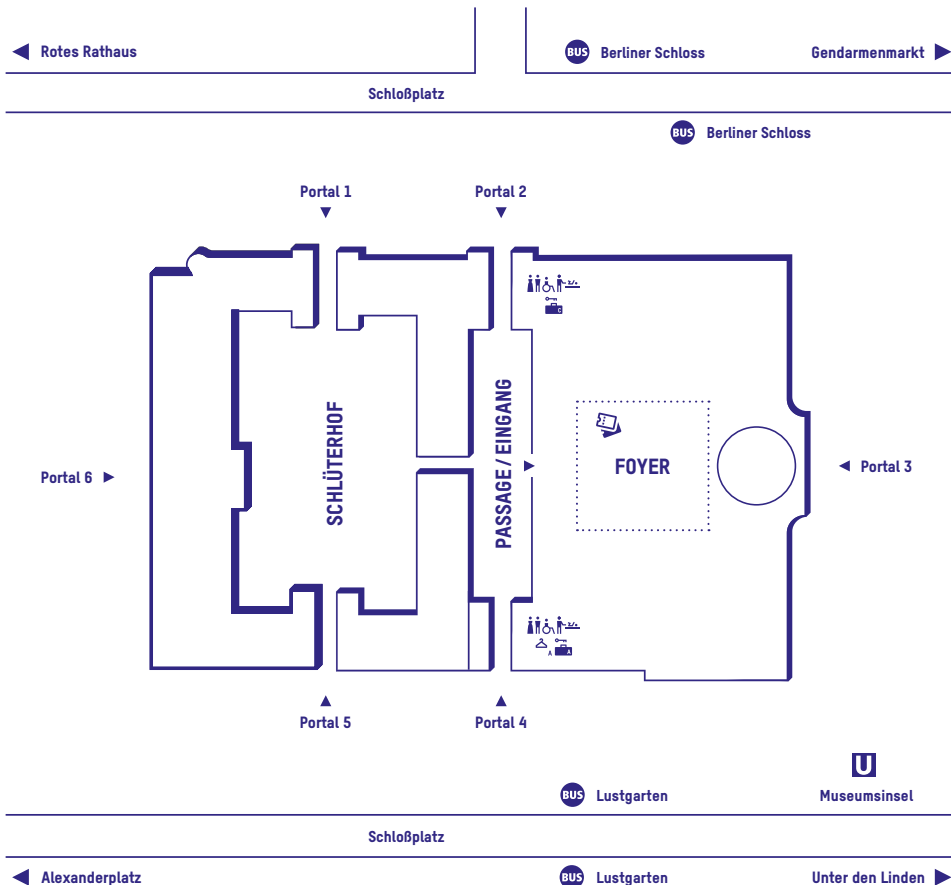 Rotes Rathaus
BUS Berliner Schloss
Gendarmenmarkt
Schloßplatz
BUS Berliner Schloss
Portal 1
Portal 2
C
SCHLÜTERHOF
PASSAGE / EINGANG
FOYER
Portal 6
Portal 3
A
A
Portal 5
Portal 4
U
BUS Lustgarten
Museumsinsel
Schloßplatz
Alexanderplatz
BUS Lustgarten
Unter den Linden